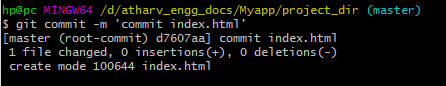 hp@pc MINGW64 /d/atharv_engg_docs/Myapp/project_dir (master)
$ git commit -m 'commit index.html'
[master (root-commit) d7607aa] commit index.html
 1 file changed, 0 insertions(+), 0 deletions(-)
 create mode 100644 index.html